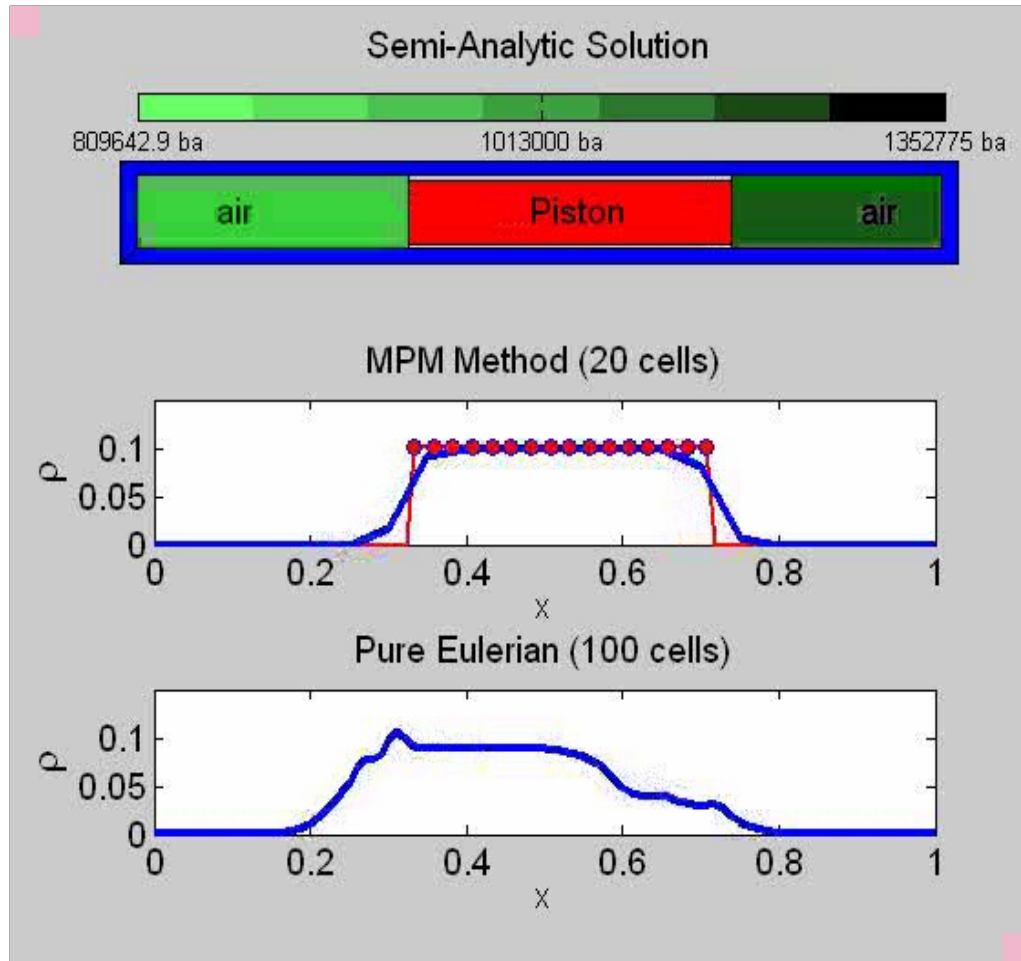 Semi-Analytic Solution
809642.9 ba 1013000 ba 1352775 ba
air Piston air
MPM Method (20 cells)
ρ
0.1
0.05
0
0 0.2 0.4 0.6 0.8 1
x
Pure Eulerian (100 cells)
ρ
0.1
0.05
0
0 0.2 0.4 0.6 0.8 1
x